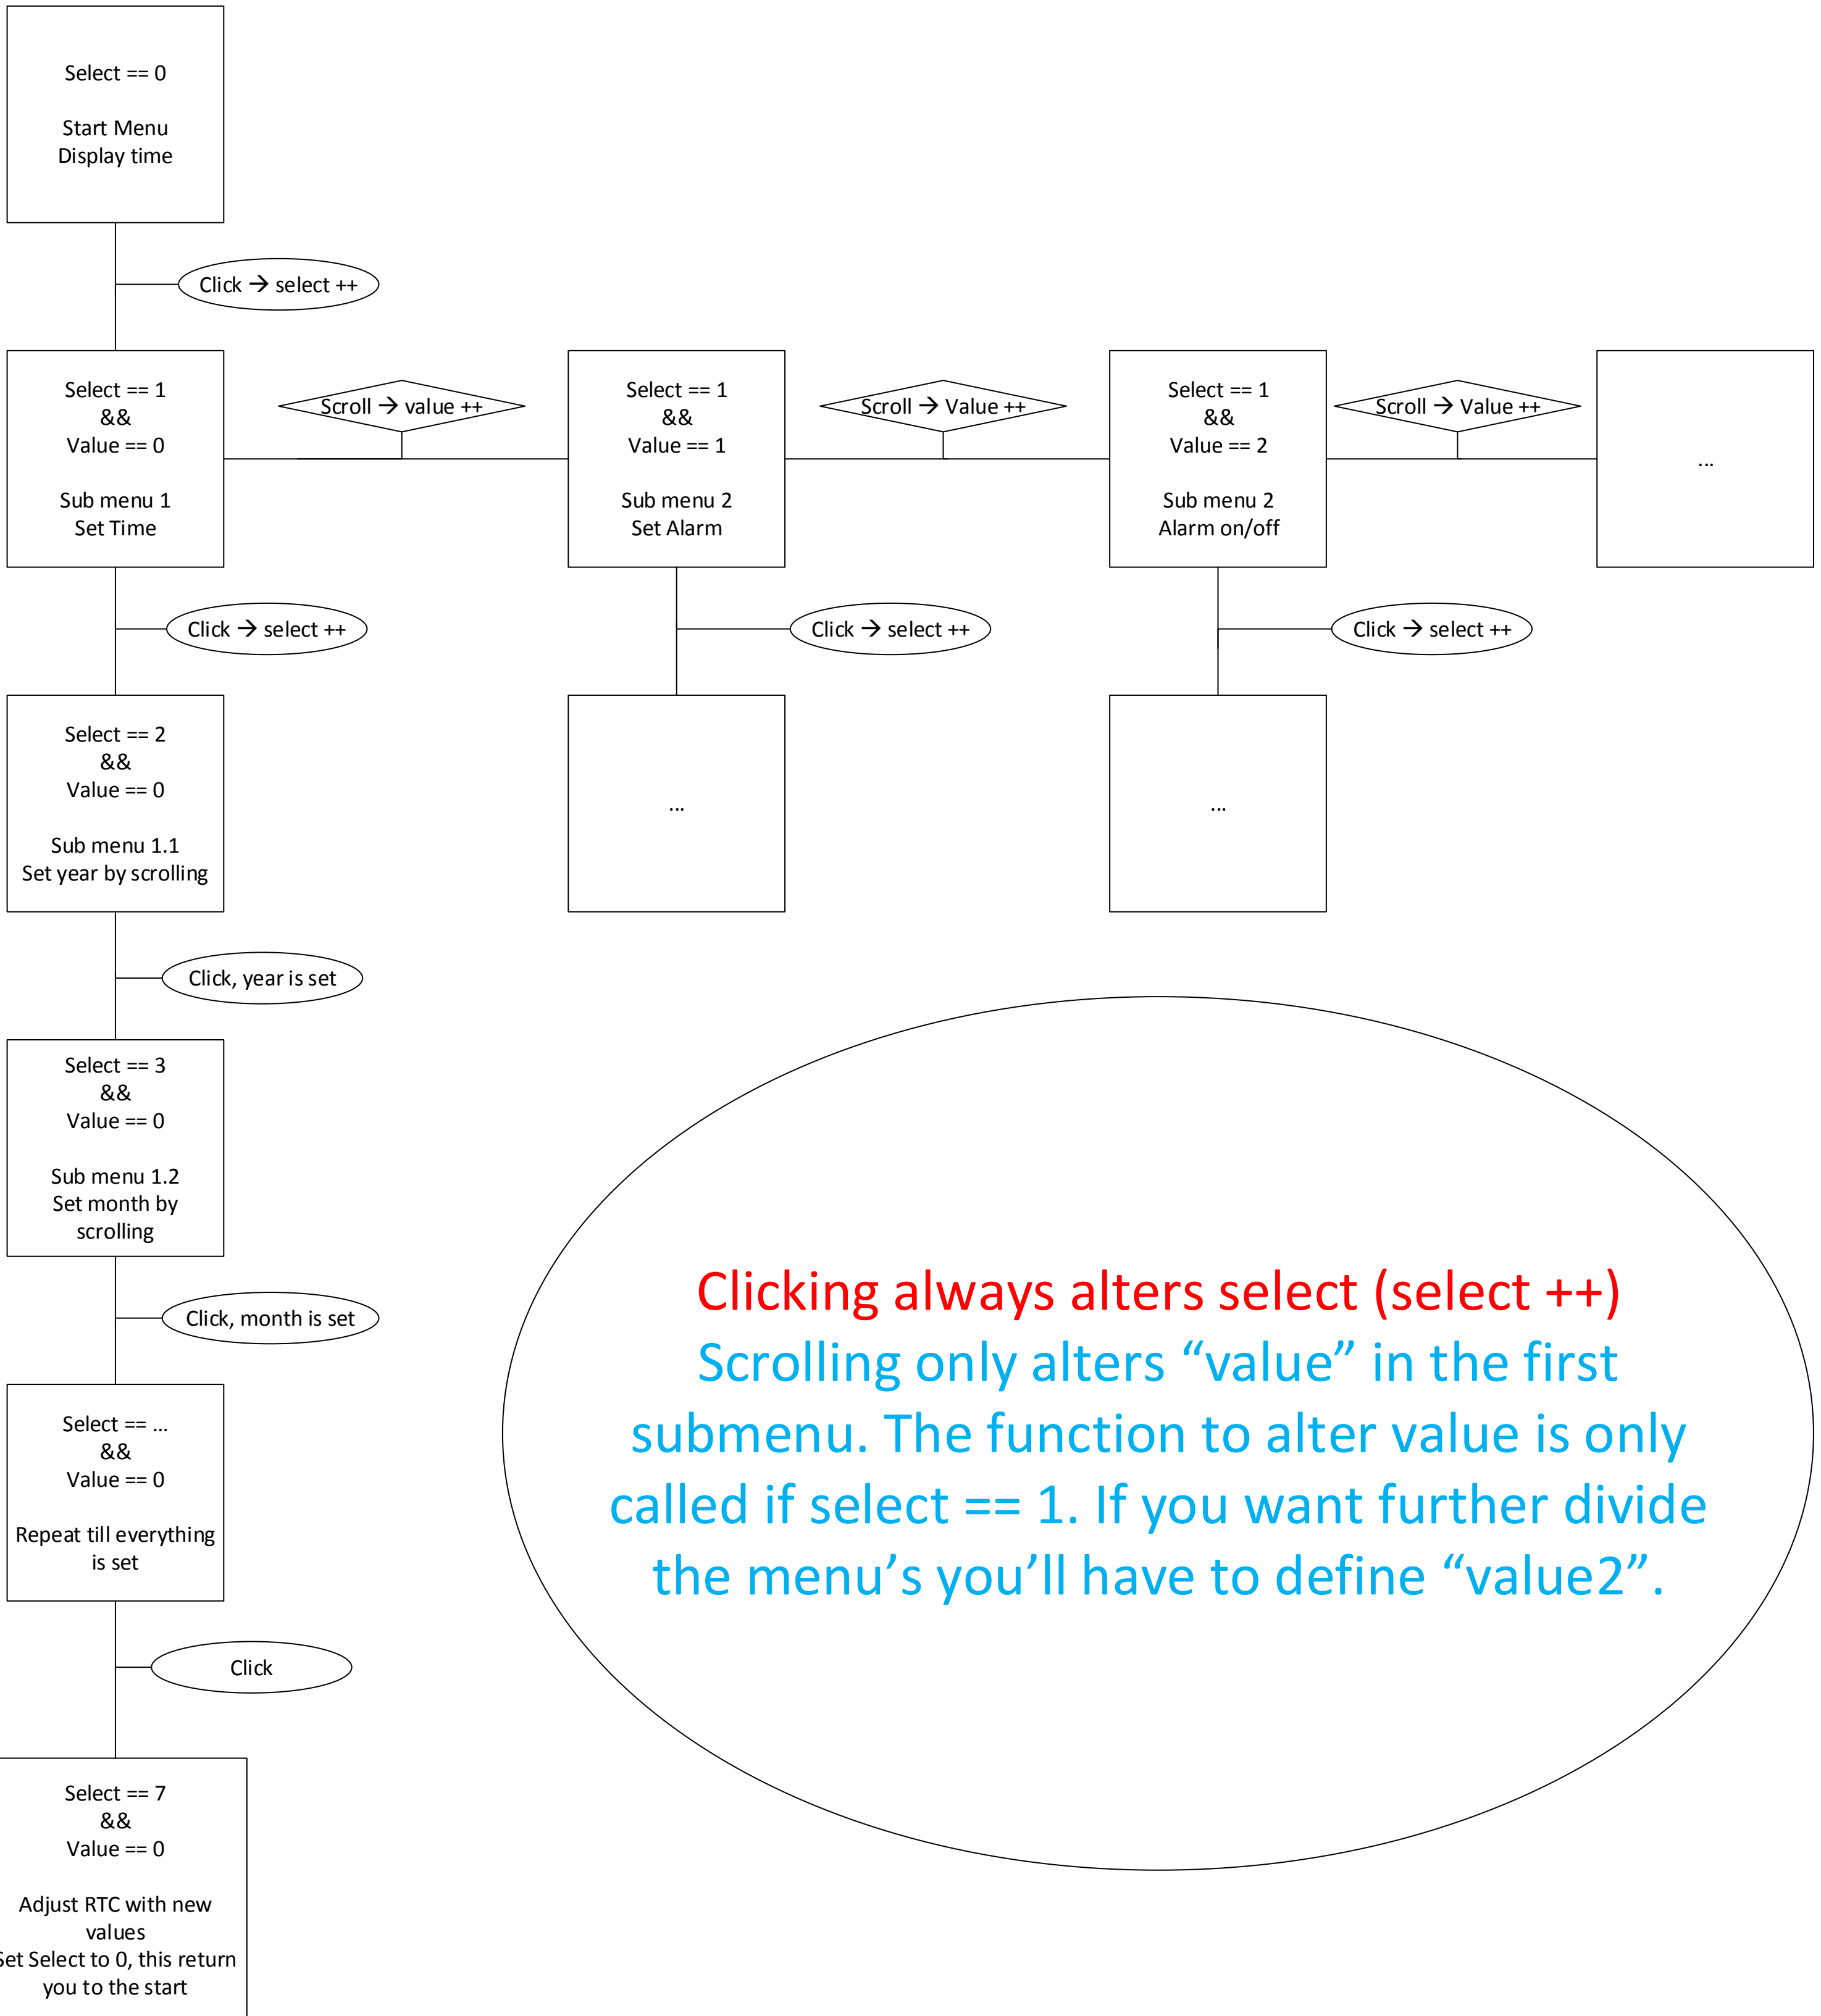 Select == 0
Start Menu
Display time
Click → select ++
Select == 1
&&
Value == 0
Sub menu 1
Set Time
Scroll → value ++
Select == 1
&&
Value == 1
Sub menu 2
Set Alarm
Scroll → Value ++
Select == 1
&&
Value == 2
Sub menu 2
Alarm on/off
Scroll → Value ++
...
Click → select ++
Click → select ++
Click → select ++
Select == 2
&&
Value == 0
Sub menu 1.1
Set year by scrolling
...
...
Click, year is set
Select == 3
&&
Value == 0
Sub menu 1.2
Set month by
scrolling
Click, month is set
Select == ...
&&
Value == 0
Repeat till everything
is set
Click
Select == 7
&&
Value == 0
Adjust RTC with new
values
Set Select to 0, this return
you to the start
Clicking always alters select (select ++)
Scrolling only alters “value” in the first
submenu. The function to alter value is only
called if select == 1. If you want further divide
the menu’s you’ll have to define “value2”.